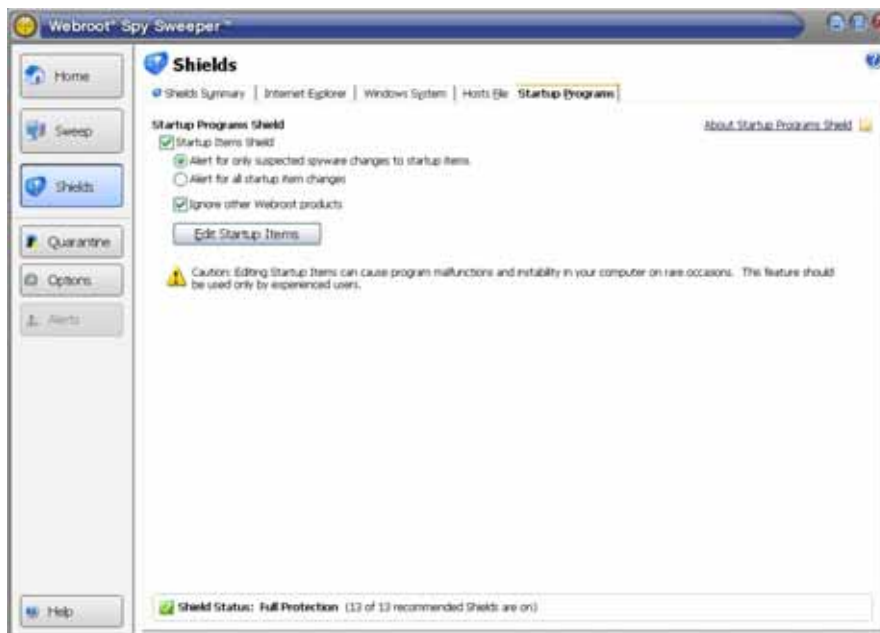 Webroot® Spy Sweeper™
Home
Sweep
Shields
Quarantine
Options
Alerts
Help
Shields
Shields Summary | Internet Explorer | Windows System | Hosts File | Startup Programs
Startup Programs Shield
About Startup Programs Shield
Startup Items Shield
Alert for only suspected spyware changes to startup items
Alert for all startup item changes
Ignore other Webroot products
Edit Startup Items
Caution: Editing Startup Items can cause program malfunctions and instability in your computer on rare occasions. This feature should
be used only by experienced users.
Shield Status: Full Protection (13 of 13 recommended Shields are on)